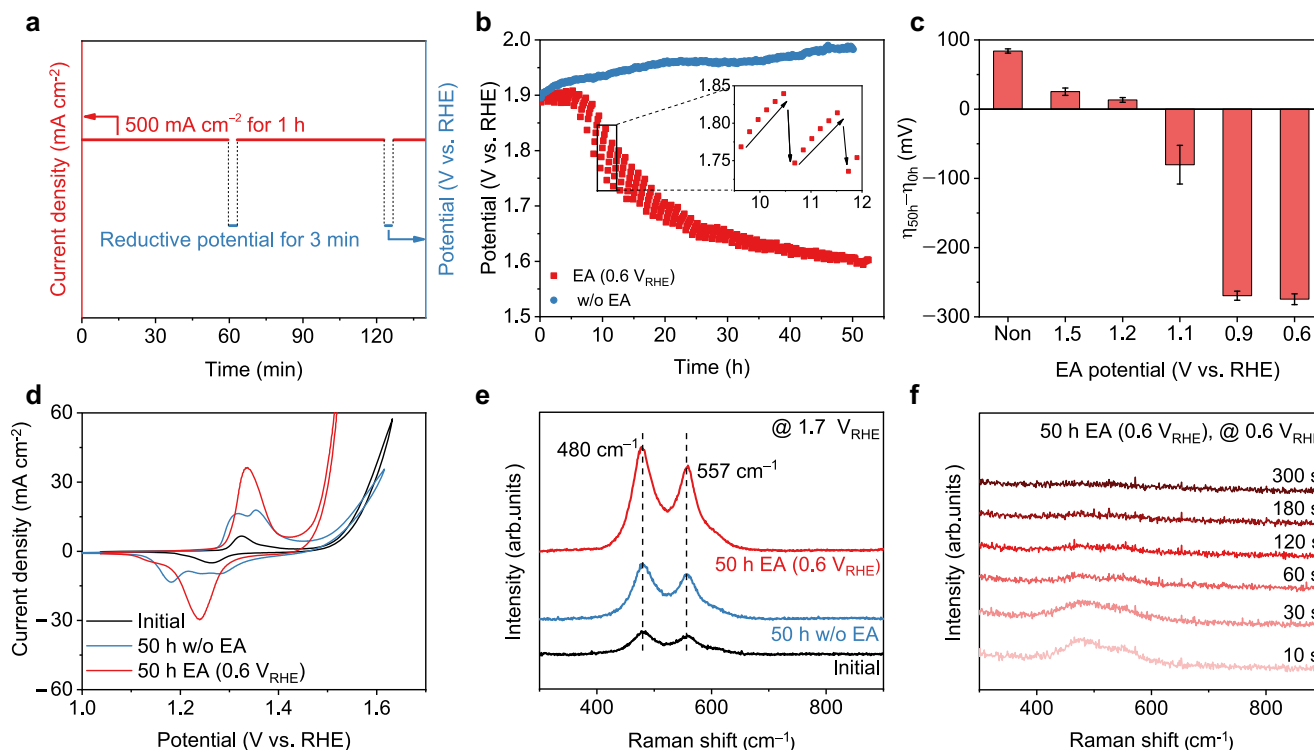 a
Current density (mA cm⁻²)
500 mA cm⁻² for 1 h
Reductive potential for 3 min
Potential (V vs. RHE)
0
60
120
Time (min)
b
Potential (V vs. RHE)
2.0
1.9
1.8
1.7
1.6
1.5
1.85
1.80
1.75
10
11
12
EA (0.6 V_RHE)
w/o EA
0
10
20
30
40
50
Time (h)
c
η50h−η0h (mV)
100
0
−100
−200
−300
Non
1.5
1.2
1.1
0.9
0.6
EA potential (V vs. RHE)
d
Current density (mA cm⁻²)
60
30
0
−30
−60
Initial
50 h w/o EA
50 h EA (0.6 V_RHE)
1.0
1.2
1.4
1.6
Potential (V vs. RHE)
e
Intensity (arb.units)
@ 1.7 V_RHE
480 cm⁻¹
557 cm⁻¹
50 h EA (0.6 V_RHE)
50 h w/o EA
Initial
400
600
800
Raman shift (cm⁻¹)
f
Intensity (arb.units)
50 h EA (0.6 V_RHE), @ 0.6 V_RHE
300 s
180 s
120 s
60 s
30 s
10 s
400
600
800
Raman shift (cm⁻¹)